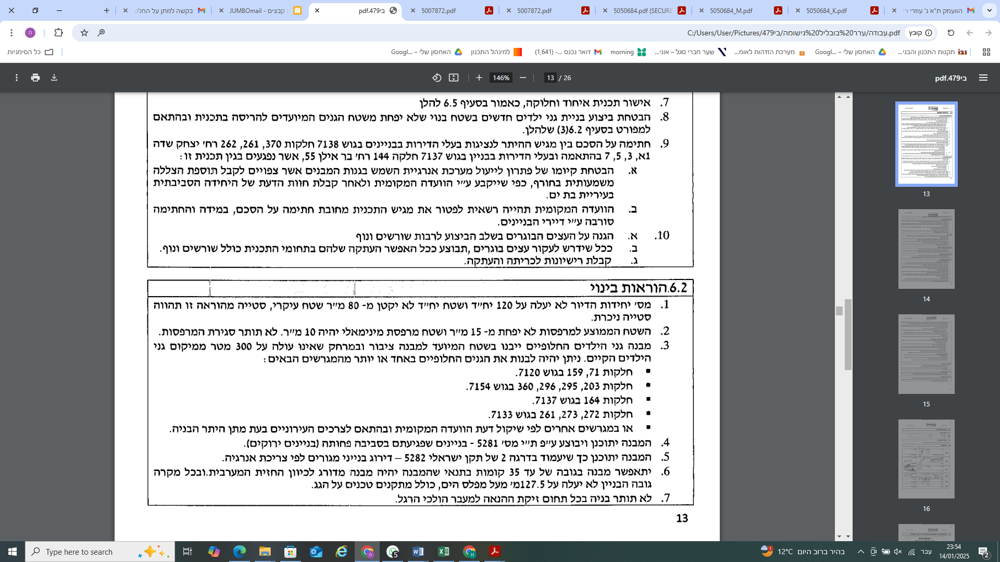 בקשה למתן על החלט
JUMBOmail - קבצים
בי479.pdf
5007872.pdf
5007872.pdf
5050684.pdf (SECURE
5050684_M.pdf
5050684_K.pdf
הוועמק ת"א נ' עוזרי
C:/Users/User/Pictures/עבודה/ערר%20בובליל%20נישומה/בי479.pdf
קובץ
כל הסימניות
האחסון שלי – Googl...
דואר נכנס -... (1,641)
למינהל התכנון
morning
שער חברי סגל – אוני...
מערכת הזדהות לאומ...
האחסון שלי – Googl...
תקנות התכנון והבני...
146%
13 / 26
בי479.pdf
7. אישור תכנית איחוד וחלוקה, כאמור בסעיף 6.5 להלן
8. הבטחת ביצוע בניית גני ילדים חדשים בשטח בנוי שלא יפחת משטח הגנים המיועדים להריסה בתכנית ובהתאם
למפורט בסעיף 6.2(3) שלהלן.
9. חתימה על הסכם בין מגיש ההיתר לנציגות בעלי הדירות בבניינים בגוש 7138 חלקות 370, 261, 262 רח' יצחק שדה
1א, 3, 5, 7 בהתאמה ובעלי הדירות בבניין בגוש 7137 חלקה 144 רח' בר אילן 55, אשר נפגעים בגין תכנית זו:
א. הבטחת קיומו של פתרון לייעול מערכת אנרגיית השמש בגגות המבנים אשר צפויים לקבל תוספת הצללה
משמעותית בחורף, כפי שייקבע ע"י הוועדה המקומית ולאחר קבלת חוות הדעת של היחידה הסביבתית
בעיריית בת ים.
ב. הוועדה המקומית תהייה רשאית לפטור את מגיש התכנית מחובת חתימה על הסכם, במידה והחתימה
סורבה ע"י דיירי הבניינים.
10. א. הגנה על העצים הבוגרים בשלב הביצוע לרבות שורשים ונוף
ב. ככל שידרש לעקור עצים בוגרים ,תבוצע ככל האפשר העתקה שלהם בתחומי התכנית כולל שורשים ונוף.
ג. קבלת רישיונות לכריתה והעתקה.
6.2.הוראות בינוי
1. מס' יחידות הדיור לא יעלה על 120 יח"ד ושטח יח"ד לא יקטן מ- 80 מ"ר שטח עיקרי, סטייה מהוראה זו תהווה
סטייה ניכרת.
2. השטח הממוצע למרפסות לא יפחת מ- 15 מ"ר ושטח מרפסת מינימאלי יהיה 10 מ"ר. לא תותר סגירת המרפסות.
3. מבנה גני הילדים החלופיים ייבנו בשטח המיועד למבנה ציבור ובמרחק שאינו עולה על 300 מטר ממיקום גני
הילדים הקיים. ניתן יהיה לבנות את הגנים החלופיים באחד או יותר מהמגרשים הבאים:
▪ חלקות 71, 159 בגוש 7120.
▪ חלקות 203, 295, 296, 360 בגוש 7154.
▪ חלקות 164 בגוש 7137.
▪ חלקות 272, 273, 261 בגוש 7133.
▪ או במגרשים אחרים לפי שיקול דעת הוועדה המקומית ובהתאם לצרכים העירוניים בעת מתן היתר הבניה.
4. המבנה יתוכנן ויבוצע ע"פ ת"י מס' 5281 - בניינים שפגיעתם בסביבה פחותה (בניינים ירוקים).
5. המבנה יתוכנן כך שיעמוד בדרגה 2 של תקן ישראלי 5282 – דירוג בנייני מגורים לפי צריכת אנרגיה.
6. יתאפשר מבנה בגובה של עד 35 קומות בתנאי שהמבנה יהיה מבנה מדורג לכיוון החזית המערבית.ובכל מקרה
גובה הבניין לא יעלה על 127.5מ' מעל מפלס הים, כולל מתקנים טכנים על הגג.
7. לא תותר בניה בכל תחום זיקת ההנאה למעבר הולכי הרגל.
13
13
14
15
16
Type here to search
12°C בהיר ברוב היום
עבר
23:54
14/01/2025
2